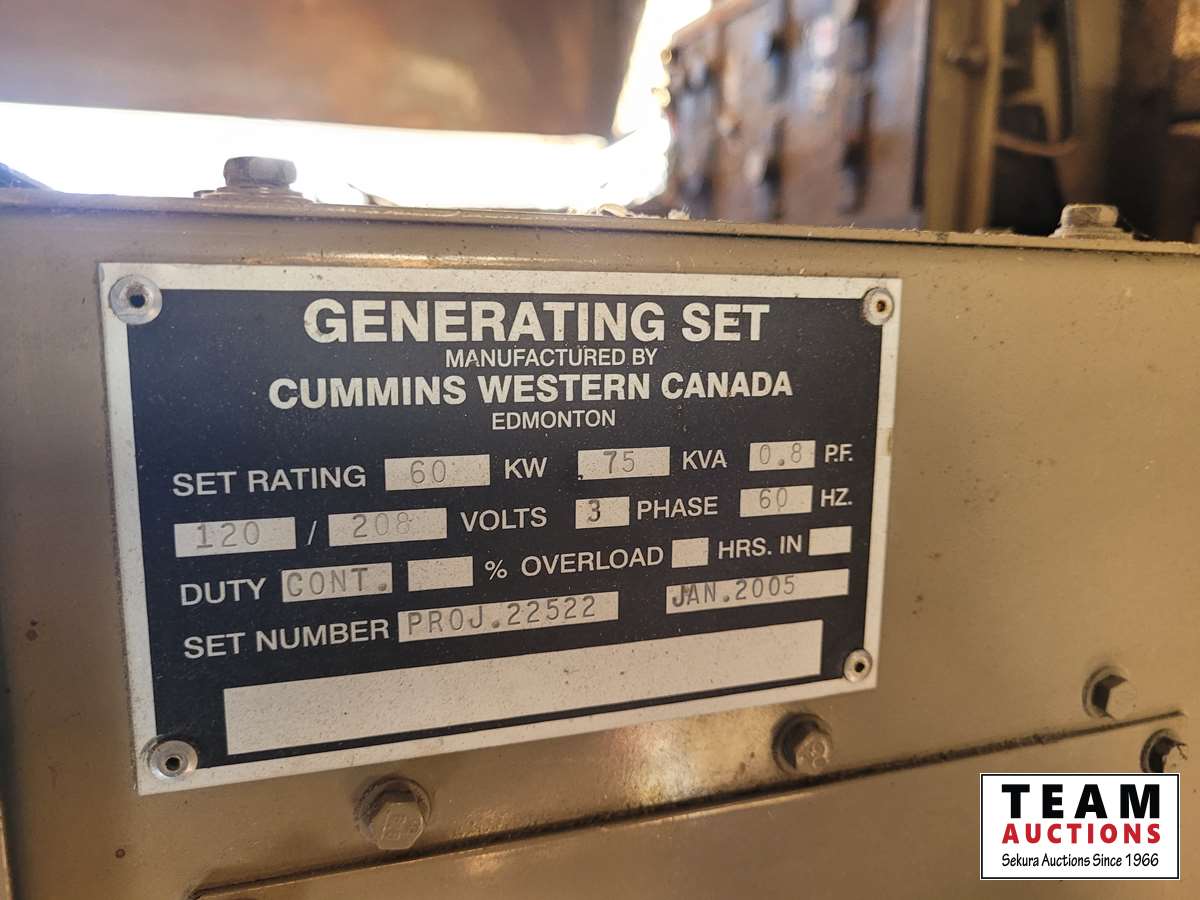 GENERATING SET
MANUFACTURED BY
CUMMINS WESTERN CANADA
EDMONTON
SET RATING 60 KW 75 KVA 0.8 P.F.
120 / 208 VOLTS 3 PHASE 60 HZ.
DUTY CONT. % OVERLOAD HRS. IN
SET NUMBER PROJ.22522 JAN.2005
TEAM
AUCTIONS
Sekura Auctions Since 1966